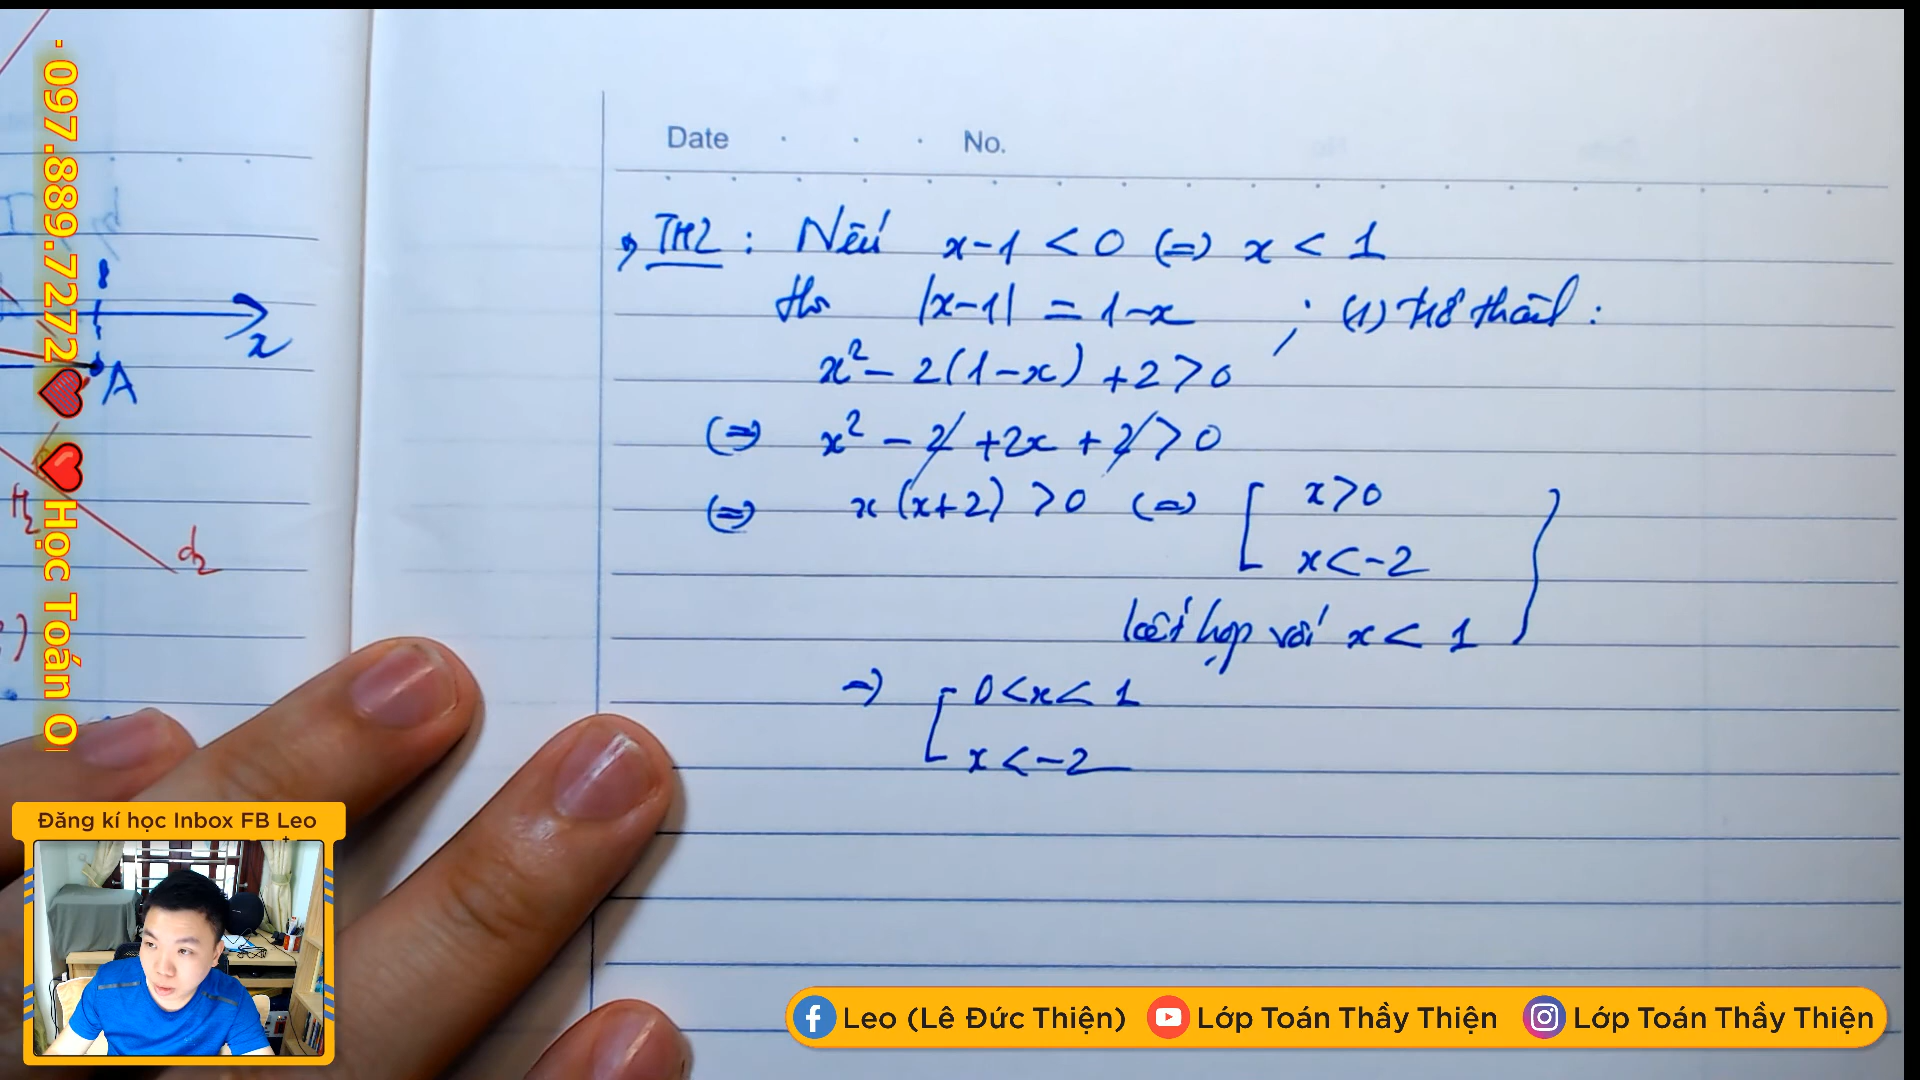 097.889.7272
Học Toán O
x
A
H₂
d₂
Date . . . No.
TH2 : Nếu x-1 < 0 (=) x < 1
thì |x-1| = 1-x ; (1) trở thành :
x² - 2(1-x) + 2 > 0
(=) x² - 2 + 2x + 2 > 0
(=) x (x+2) > 0 (=) [ x>0
x < -2
kết hợp với x < 1
=) [ 0 < x < 1
x < -2
Đăng kí học Inbox FB Leo
Leo (Lê Đức Thiện) Lớp Toán Thầy Thiện Lớp Toán Thầy Thiện